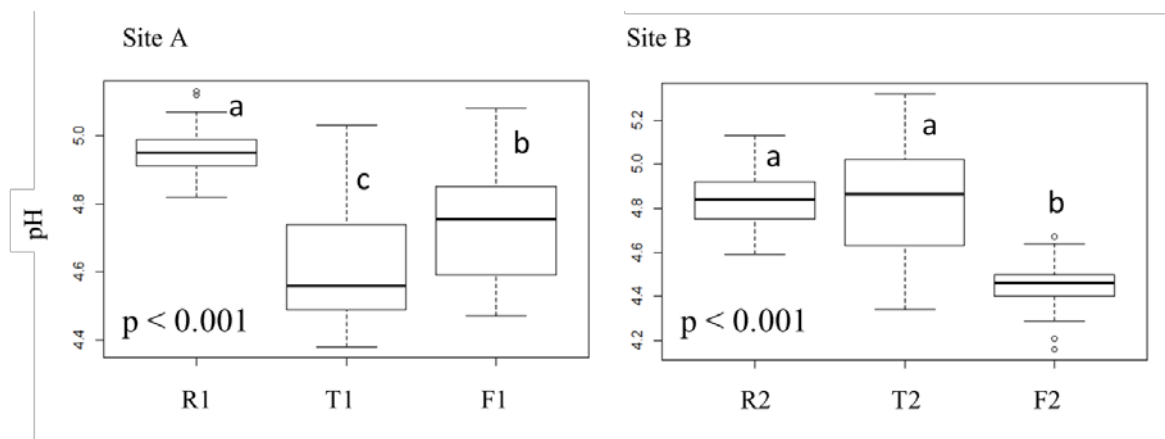 Site A
pH
5.0
4.8
4.6
4.4
a
c
b
p < 0.001
R1 T1 F1
Site B
5.2
5.0
4.8
4.6
4.4
4.2
a
a
b
p < 0.001
R2 T2 F2